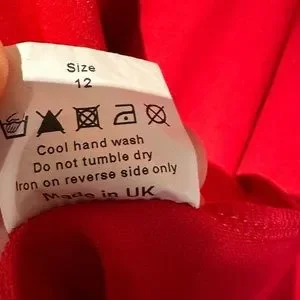 Size
12
Cool hand wash
Do not tumble dry
Iron on reverse side only
Made in UK